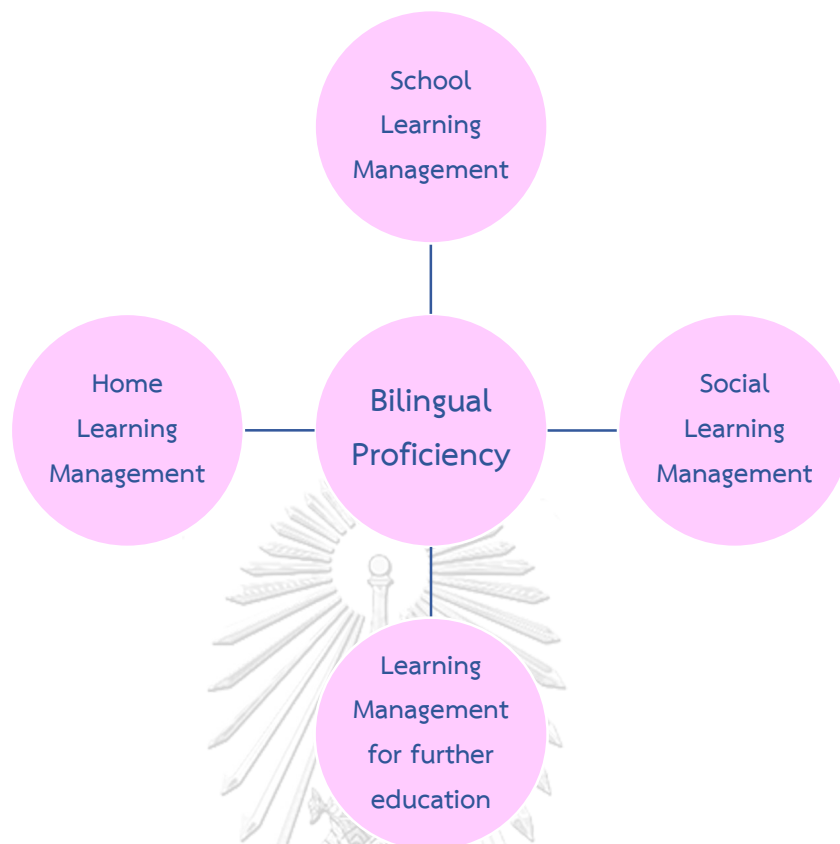 School
Learning
Management
Home
Learning
Management
Bilingual
Proficiency
Social
Learning
Management
Learning
Management
for further
education